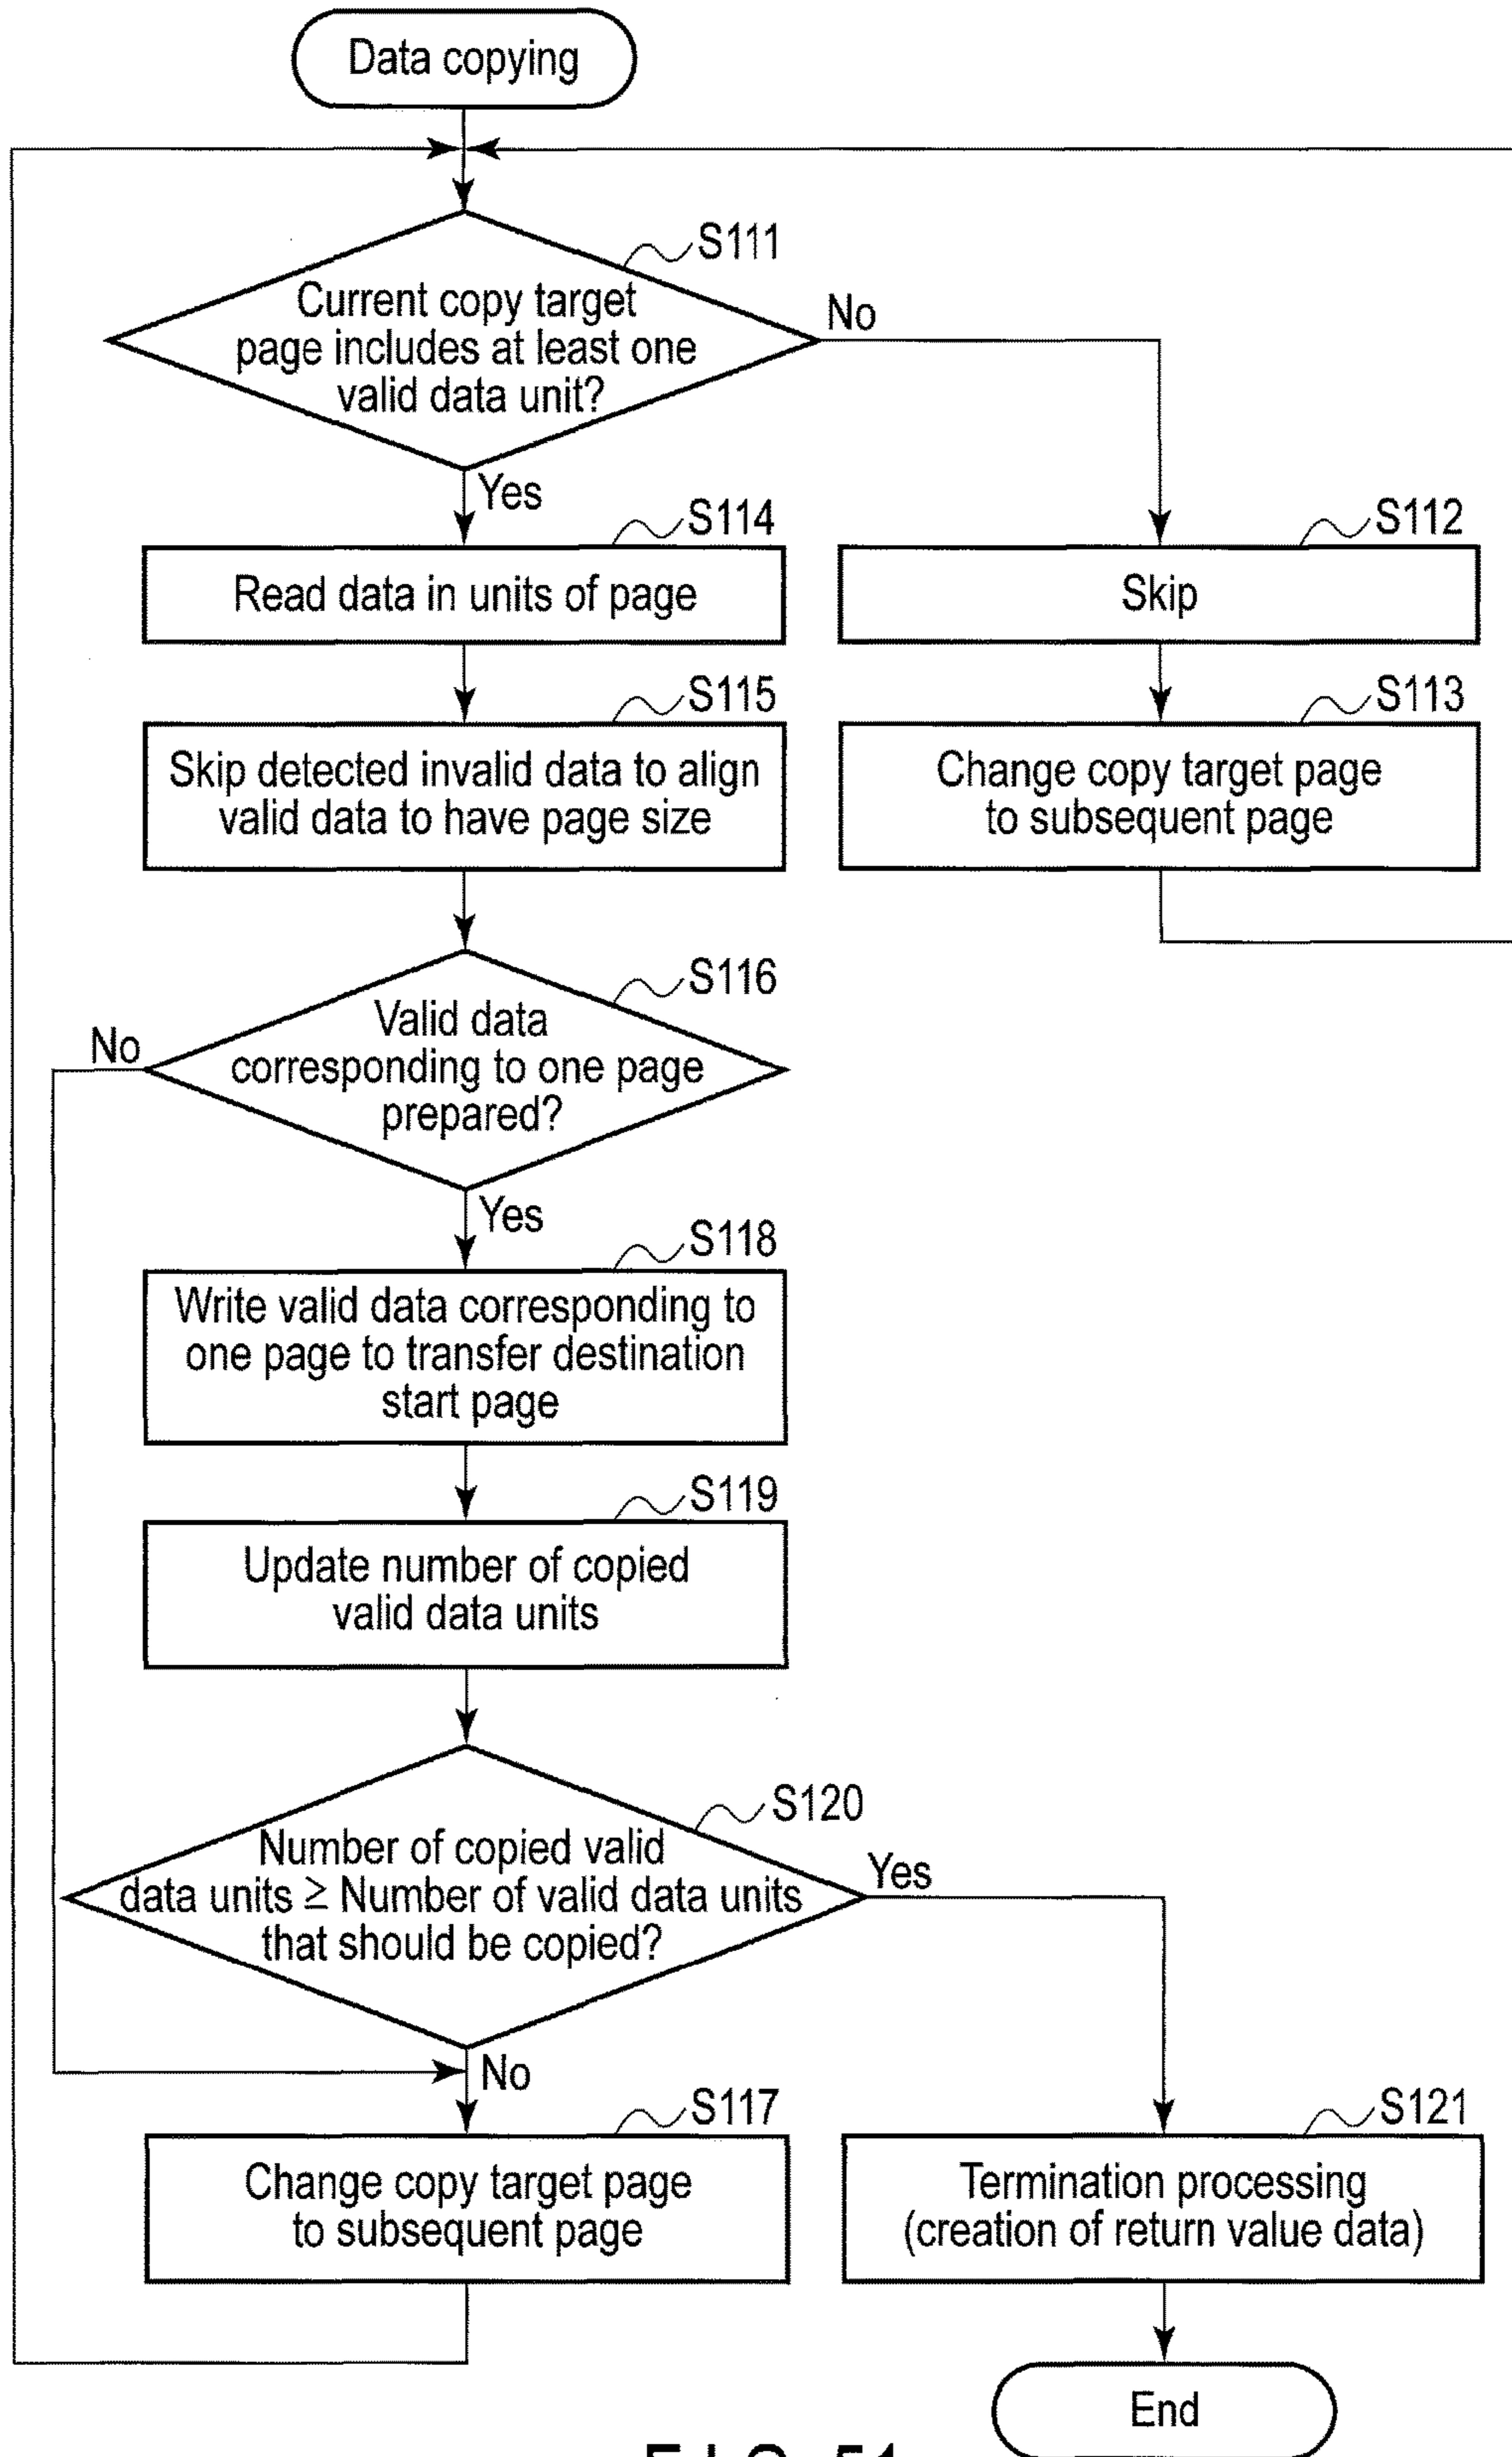 Data copying
S111
Current copy target
page includes at least one
valid data unit?
No
Yes
S114
Read data in units of page
S112
Skip
S115
Skip detected invalid data to align
valid data to have page size
S113
Change copy target page
to subsequent page
S116
Valid data
corresponding to one page
prepared?
No
Yes
S118
Write valid data corresponding to
one page to transfer destination
start page
S119
Update number of copied
valid data units
S120
Number of copied valid
data units ≥ Number of valid data units
that should be copied?
Yes
No
S117
Change copy target page
to subsequent page
S121
Termination processing
(creation of return value data)
End